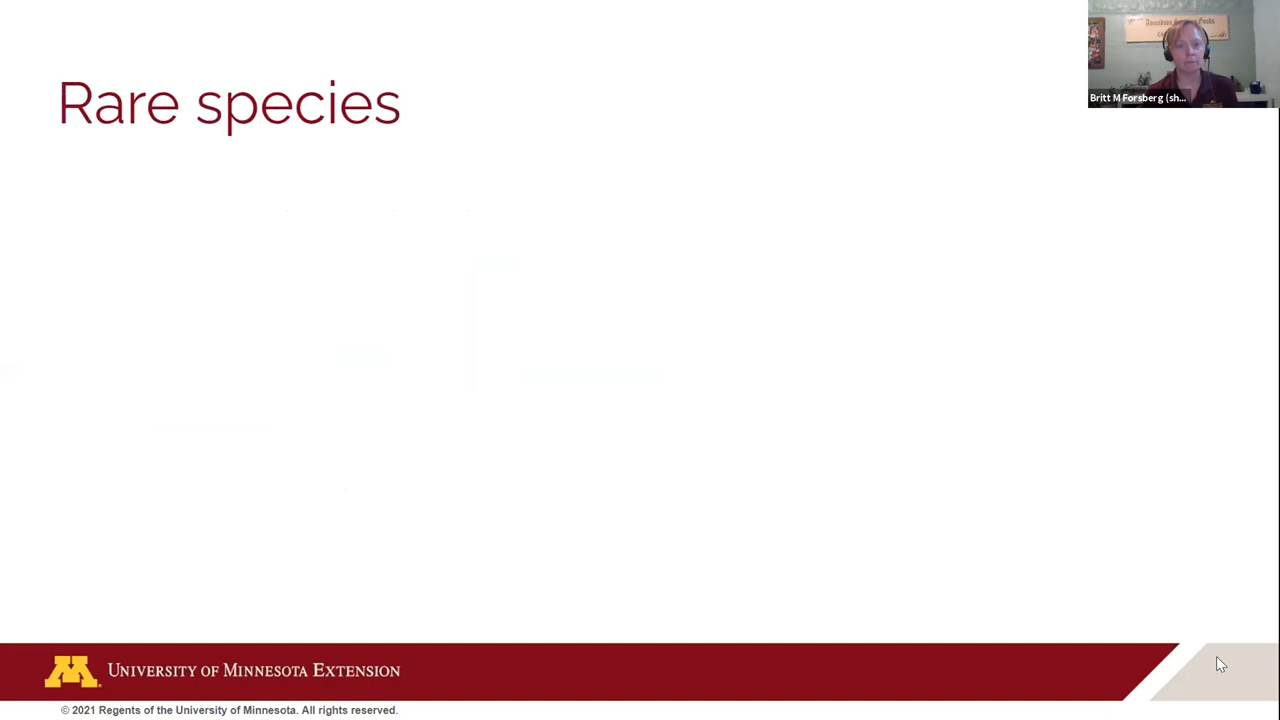 Rare species
Britt M Forsberg (sh...
UNIVERSITY OF MINNESOTA EXTENSION
© 2021 Regents of the University of Minnesota. All rights reserved.